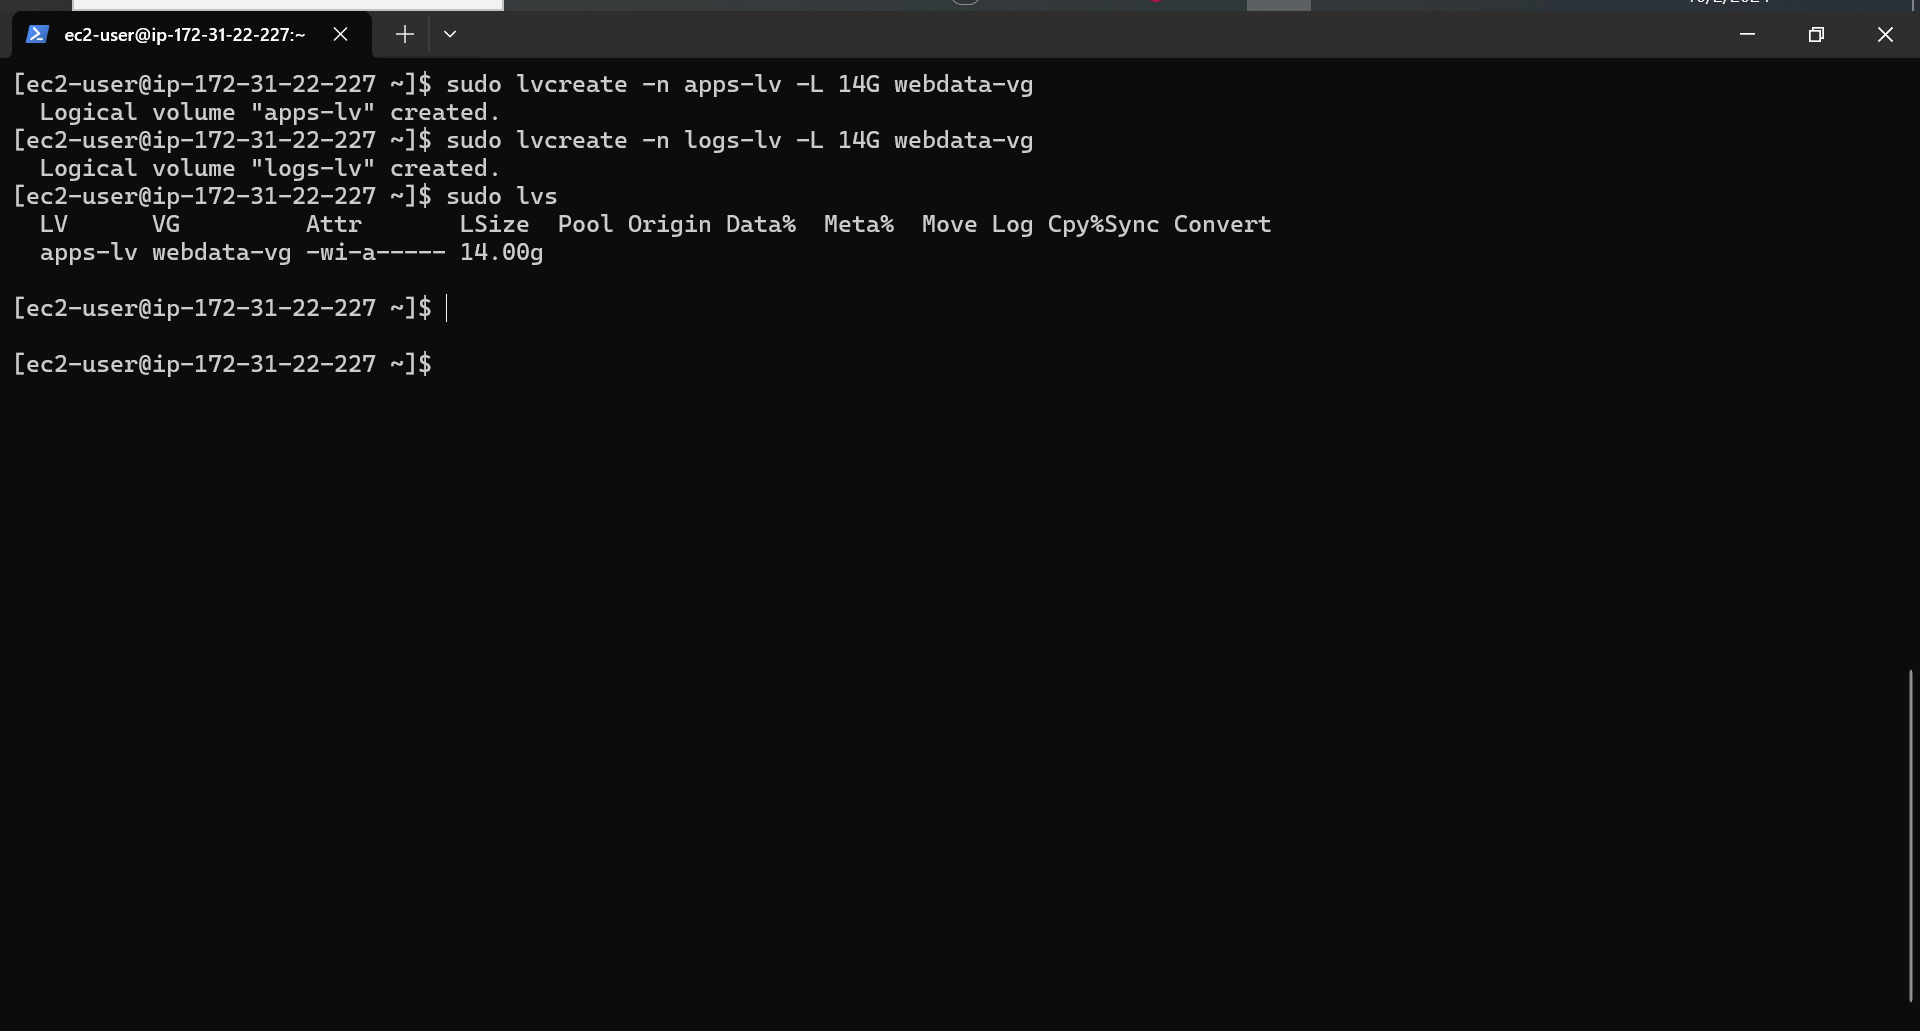 ec2-user@ip-172-31-22-227:~
[ec2-user@ip-172-31-22-227 ~]$ sudo lvcreate -n apps-lv -L 14G webdata-vg
  Logical volume "apps-lv" created.
[ec2-user@ip-172-31-22-227 ~]$ sudo lvcreate -n logs-lv -L 14G webdata-vg
  Logical volume "logs-lv" created.
[ec2-user@ip-172-31-22-227 ~]$ sudo lvs
  LV      VG         Attr       LSize  Pool Origin Data%  Meta%  Move Log Cpy%Sync Convert
  apps-lv webdata-vg -wi-a----- 14.00g
[ec2-user@ip-172-31-22-227 ~]$
[ec2-user@ip-172-31-22-227 ~]$